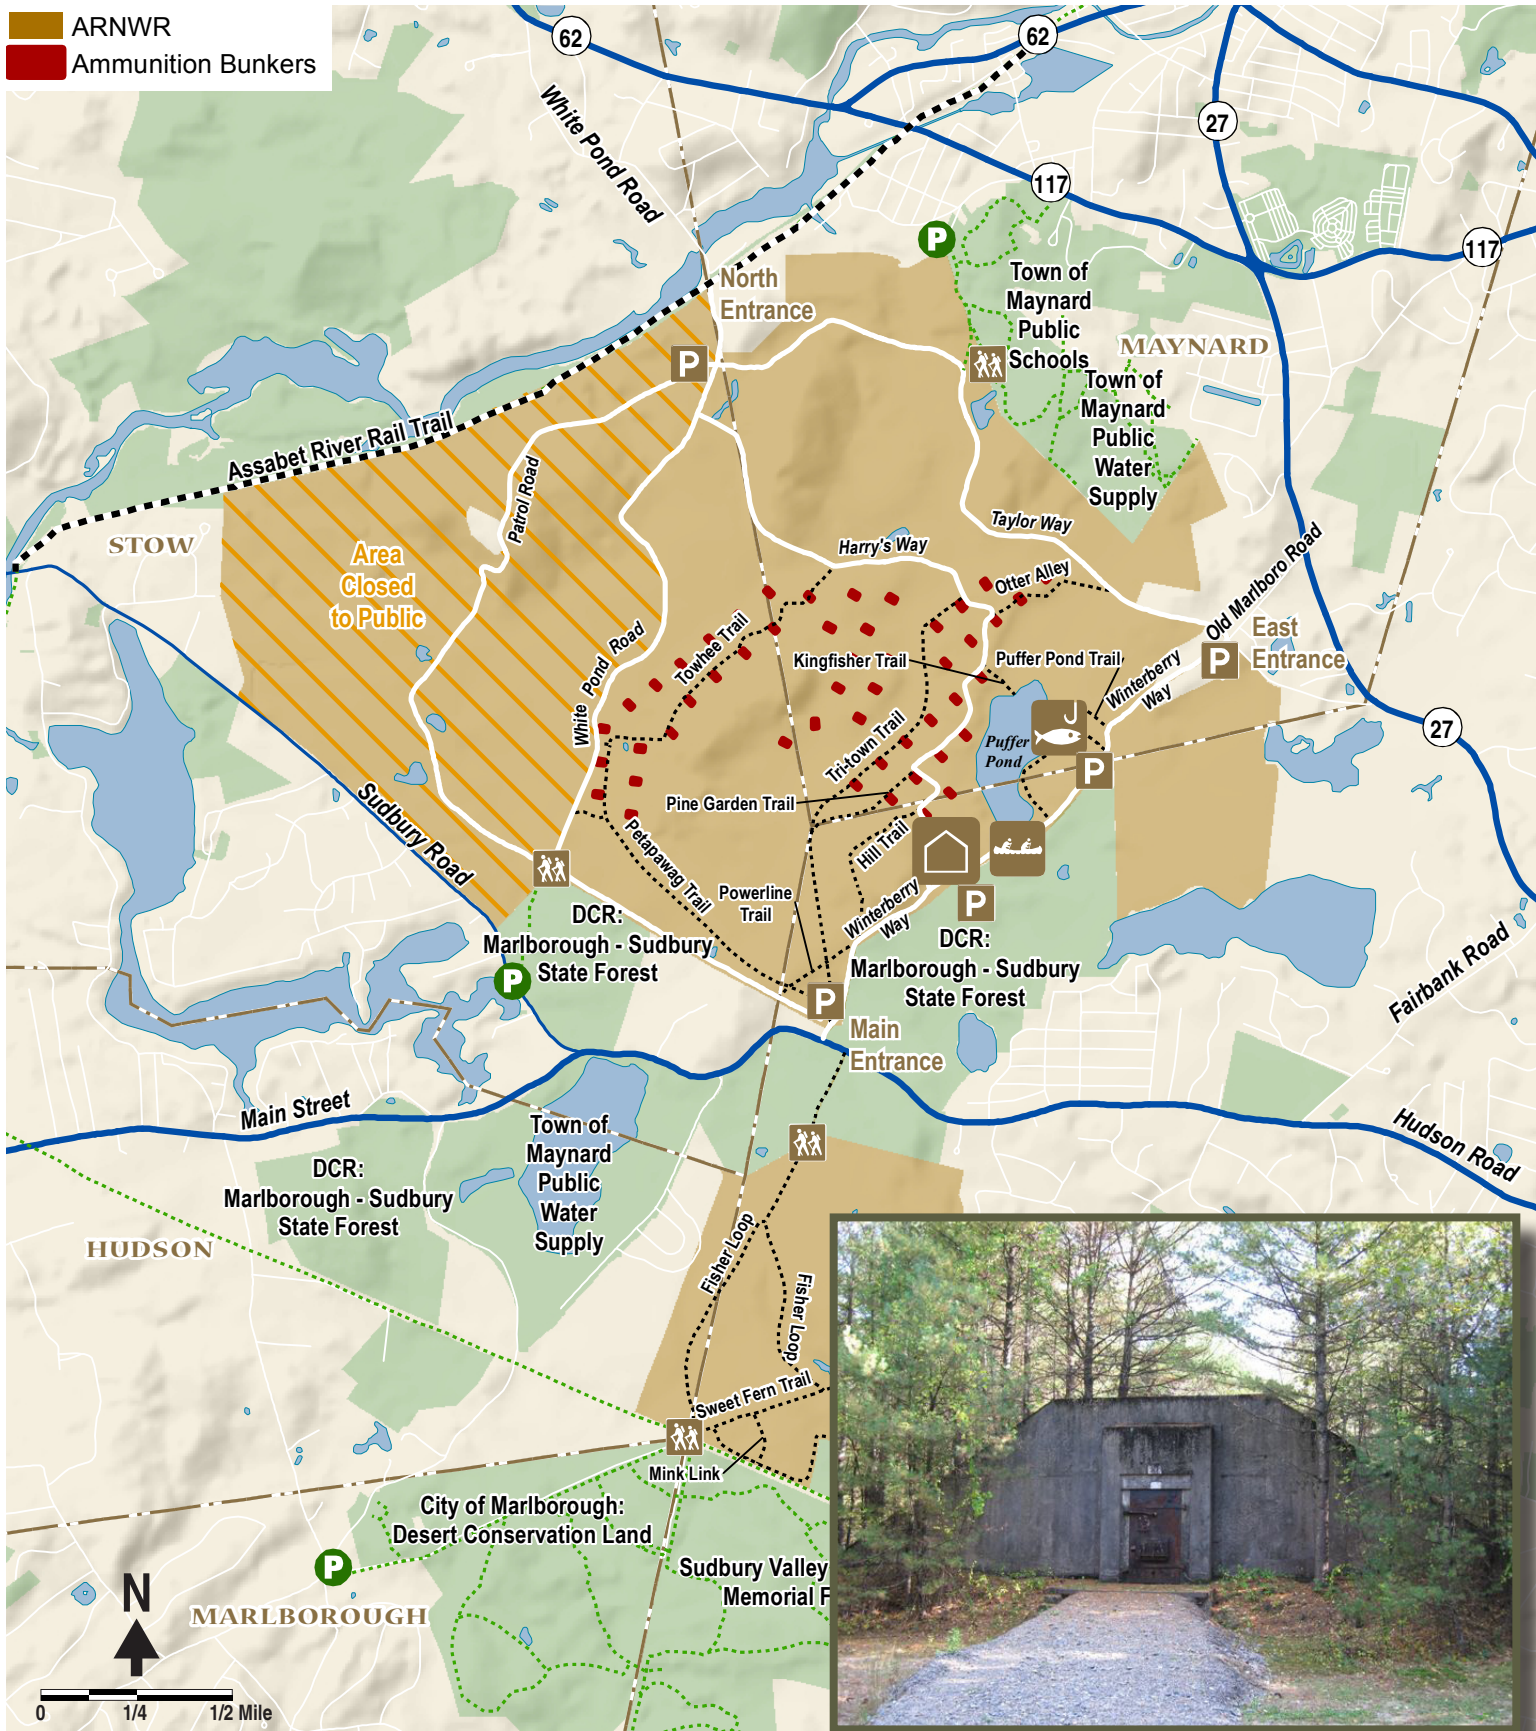 ARNWR
Ammunition Bunkers
62
62
White Pond Road
27
117
117
P
North
Entrance
Town of
Maynard
Public
Schools
MAYNARD
P
Town of
Maynard
Public
Water
Supply
Assabet River Rail Trail
Patrol Road
STOW
Area
Closed
to Public
Taylor Way
Harry's Way
Otter Alley
Old Marlboro Road
East
Entrance
P
White Pond Road
Towhee Trail
Kingfisher Trail
Puffer Pond Trail
Winterberry
Way
Puffer
Pond
27
P
Tri-town Trail
Pine Garden Trail
Sudbury Road
Petapawag Trail
Hill Trail
Powerline
Trail
Winterberry
Way
P
DCR:
Marlborough - Sudbury
State Forest
DCR:
Marlborough - Sudbury
State Forest
P
P
Fairbank Road
Main
Entrance
Main Street
Hudson Road
Town of
Maynard
Public
Water
Supply
DCR:
Marlborough - Sudbury
State Forest
HUDSON
Fisher Loop
Fisher Loop
Sweet Fern Trail
Mink Link
City of Marlborough:
Desert Conservation Land
P
Sudbury Valley
Memorial F
MARLBOROUGH
N
0 1/4 1/2 Mile